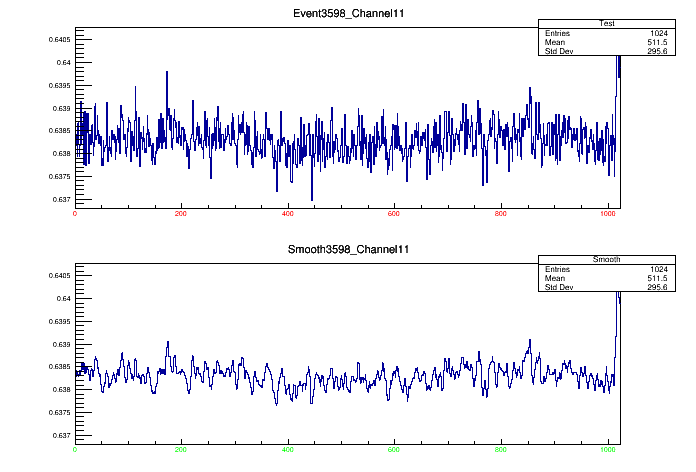 Event3598_Channel11
Test
Entries 1024
Mean 511.5
Std Dev 295.6
0.6405
0.64
0.6395
0.639
0.6385
0.638
0.6375
0.637
0 200 400 600 800 1000
Smooth3598_Channel11
Smooth
Entries 1024
Mean 511.5
Std Dev 295.6
0.6405
0.64
0.6395
0.639
0.6385
0.638
0.6375
0.637
0 200 400 600 800 1000